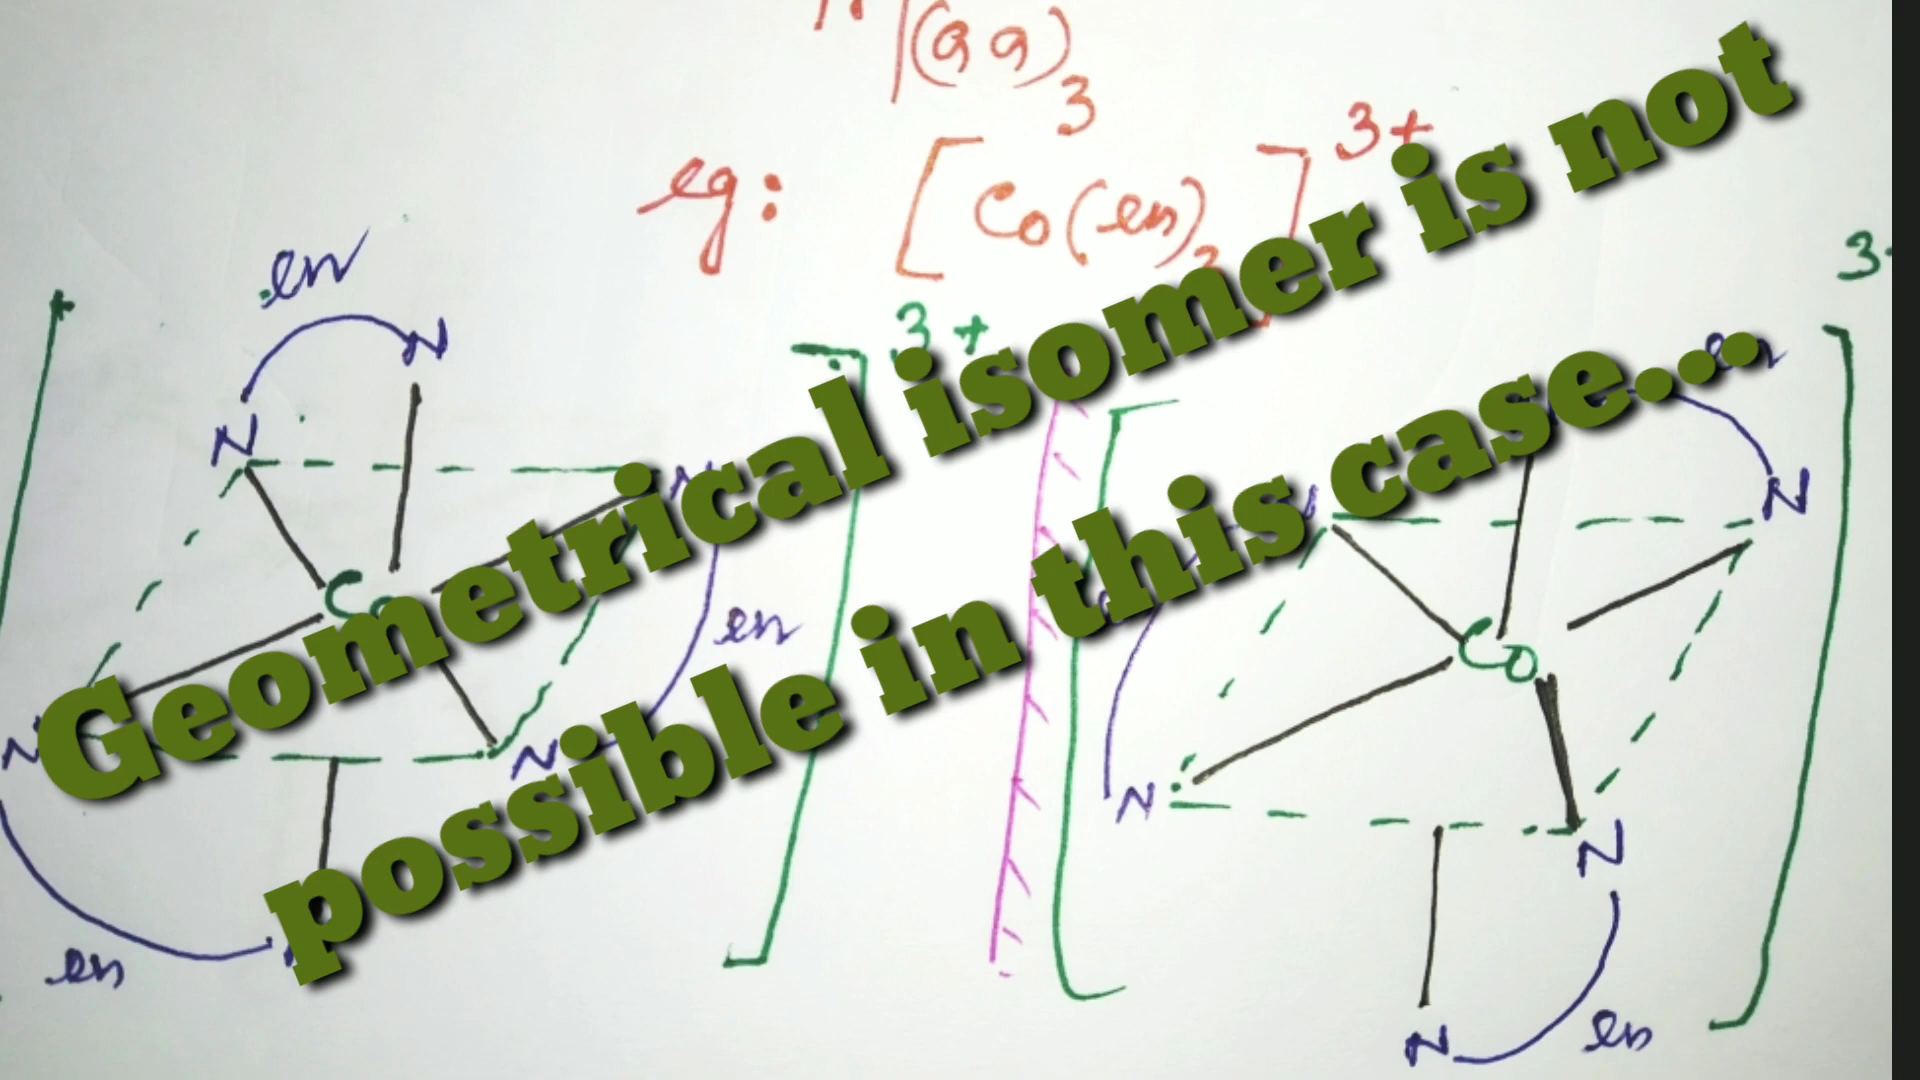 (aa)3
eg: [Co(en)3]3+
en
N
N
3+
3+
en
N
N
Co
en
Co
N
N
N
N
en
N
en
Geometrical isomer is not
possible in this case....